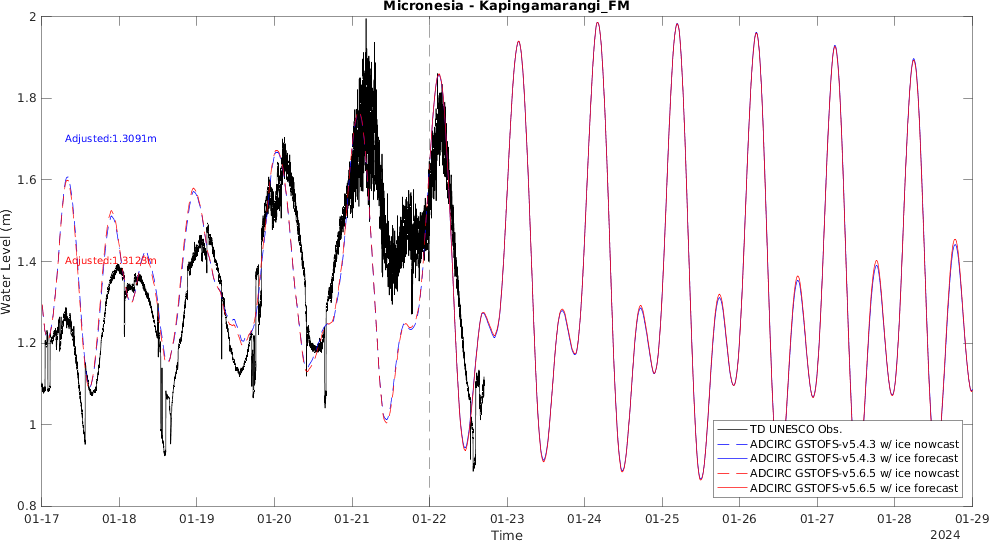 Micronesia - Kapingamarangi_FM
2
1.8
1.6
1.4
1.2
1
0.8
Water Level (m)
Adjusted:1.3091m
Adjusted:1.3123m
TD UNESCO Obs.
ADCIRC GSTOFS-v5.4.3 w/ ice nowcast
ADCIRC GSTOFS-v5.4.3 w/ ice forecast
ADCIRC GSTOFS-v5.6.5 w/ ice nowcast
ADCIRC GSTOFS-v5.6.5 w/ ice forecast
01-17 01-18 01-19 01-20 01-21 01-22 01-23 01-24 01-25 01-26 01-27 01-28 01-29
Time
2024